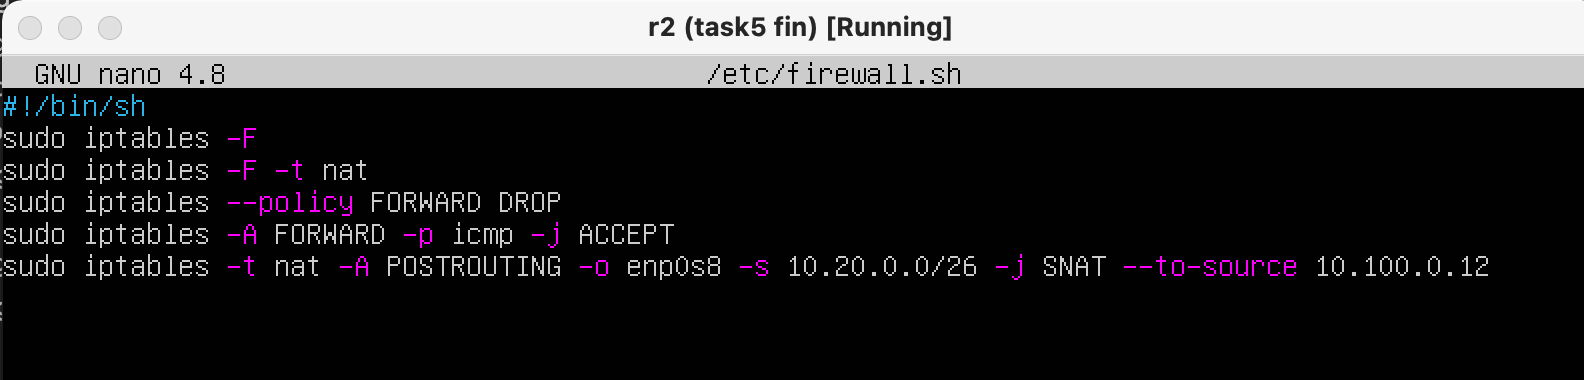 r2 (task5 fin) [Running]
GNU nano 4.8 /etc/firewall.sh
#!/bin/sh
sudo iptables -F
sudo iptables -F -t nat
sudo iptables --policy FORWARD DROP
sudo iptables -A FORWARD -p icmp -j ACCEPT
sudo iptables -t nat -A POSTROUTING -o enp0s8 -s 10.20.0.0/26 -j SNAT --to-source 10.100.0.12